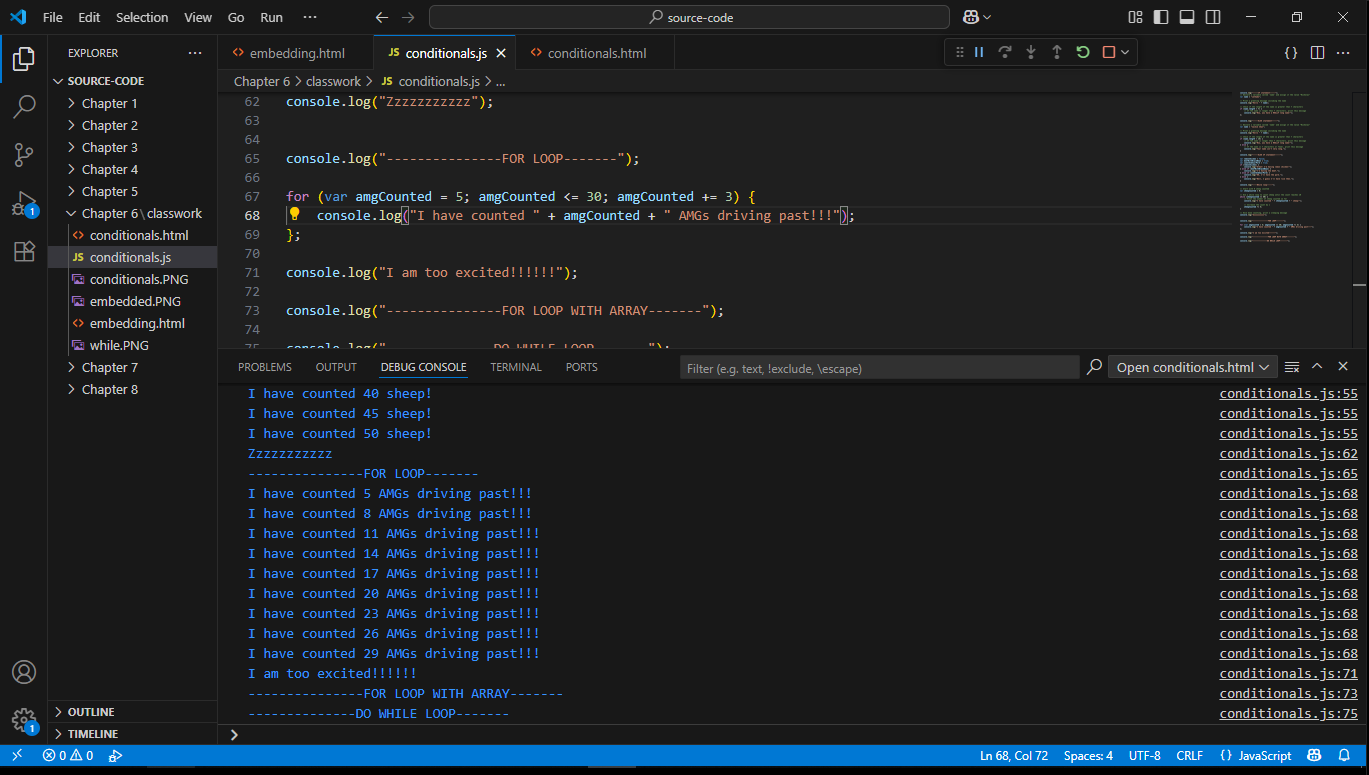 File Edit Selection View Go Run ··· source-code
EXPLORER ···
SOURCE-CODE
Chapter 1
Chapter 2
Chapter 3
Chapter 4
Chapter 5
Chapter 6\classwork
conditionals.html
JS conditionals.js
conditionals.PNG
embedded.PNG
embedding.html
while.PNG
Chapter 7
Chapter 8
OUTLINE
TIMELINE
1
1
embedding.html JS conditionals.js conditionals.html
Chapter 6 > classwork > JS conditionals.js > ...
62 console.log("Zzzzzzzzzzz");
63
64
65 console.log("---------------FOR LOOP-------");
66
67 for (var amgCounted = 5; amgCounted <= 30; amgCounted += 3) {
68 console.log("I have counted " + amgCounted + " AMGs driving past!!!");
69 };
70
71 console.log("I am too excited!!!!!!");
72
73 console.log("---------------FOR LOOP WITH ARRAY-------");
74
75 console.log("--------------DO WHILE LOOP-------");
PROBLEMS OUTPUT DEBUG CONSOLE TERMINAL PORTS Filter (e.g. text, !exclude, \escape) Open conditionals.html
I have counted 40 sheep! conditionals.js:55
I have counted 45 sheep! conditionals.js:55
I have counted 50 sheep! conditionals.js:55
Zzzzzzzzzzz conditionals.js:62
---------------FOR LOOP------- conditionals.js:65
I have counted 5 AMGs driving past!!! conditionals.js:68
I have counted 8 AMGs driving past!!! conditionals.js:68
I have counted 11 AMGs driving past!!! conditionals.js:68
I have counted 14 AMGs driving past!!! conditionals.js:68
I have counted 17 AMGs driving past!!! conditionals.js:68
I have counted 20 AMGs driving past!!! conditionals.js:68
I have counted 23 AMGs driving past!!! conditionals.js:68
I have counted 26 AMGs driving past!!! conditionals.js:68
I have counted 29 AMGs driving past!!! conditionals.js:68
I am too excited!!!!!! conditionals.js:71
---------------FOR LOOP WITH ARRAY------- conditionals.js:73
--------------DO WHILE LOOP------- conditionals.js:75
>
0 0 Ln 68, Col 72 Spaces: 4 UTF-8 CRLF {} JavaScript